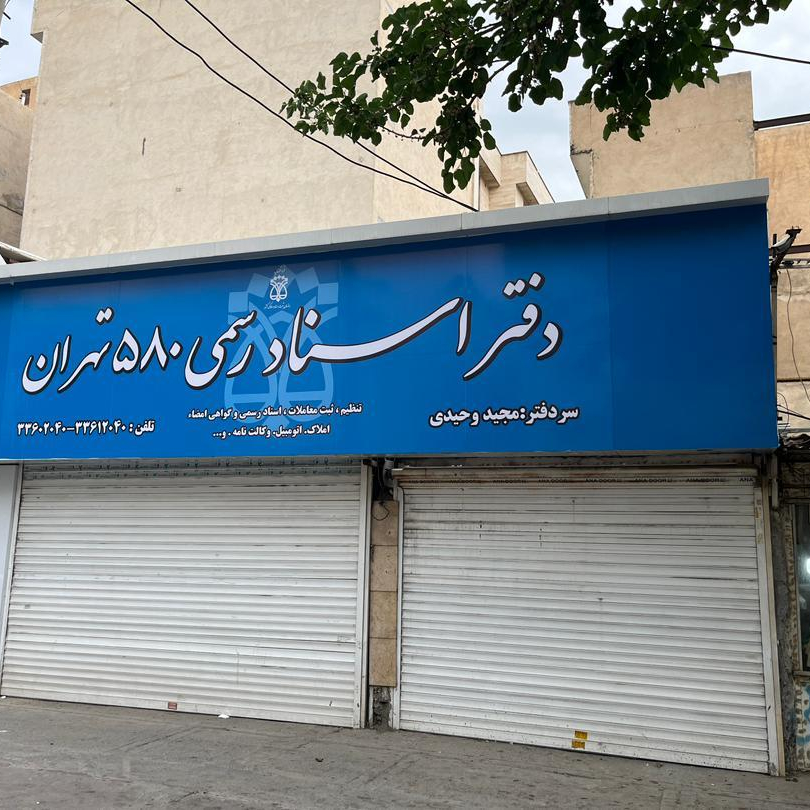 دفتر اسناد رسمی ۵۸۰ تهران
سردفتر:مجید وحیدی
تنظیم ، ثبت معاملات ، اسناد رسمی و گواهی امضاء
املاک. اتومبیل. وکالت نامه . و...
تلفن : ۳۳۶۱۲۰۴۰-۳۳۶۰۲۰۴۰